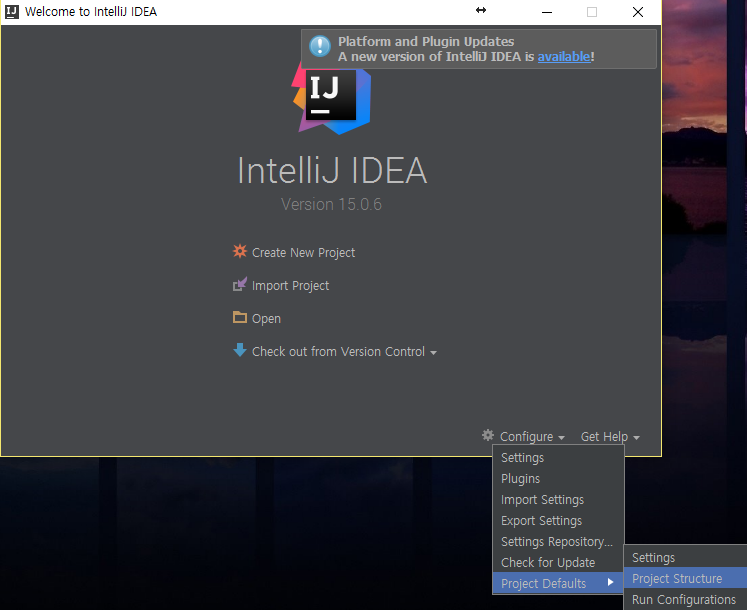 IJ
Welcome to IntelliJ IDEA
Platform and Plugin Updates
A new version of IntelliJ IDEA is available!
IJ
IntelliJ IDEA
Version 15.0.6
Create New Project
Import Project
Open
Check out from Version Control
Configure
Get Help
Settings
Plugins
Import Settings
Export Settings
Settings Repository...
Check for Update
Project Defaults
Settings
Project Structure
Run Configurations